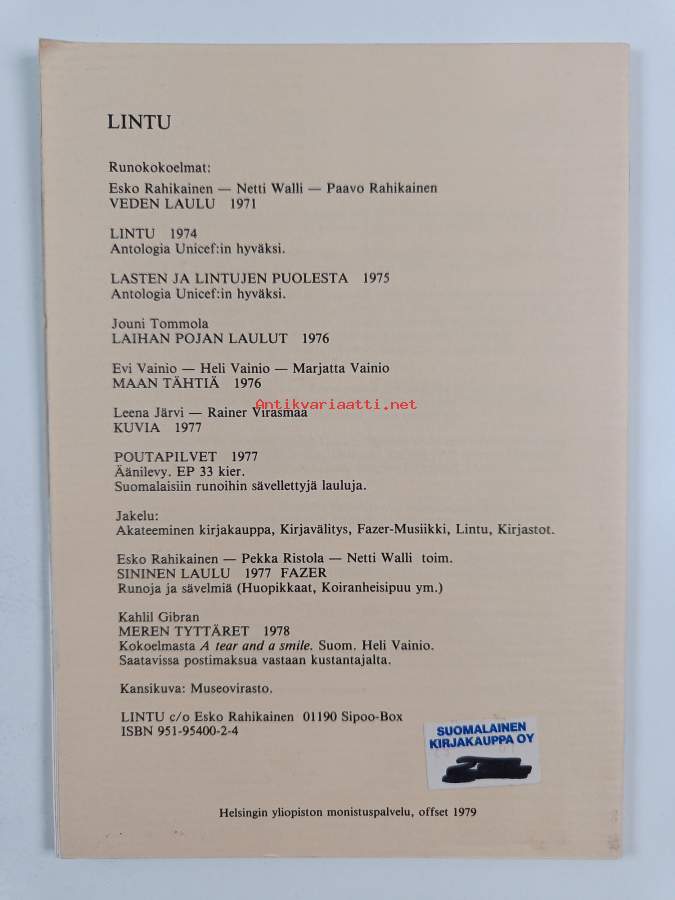 LINTU
Runokokoelmat:
Esko Rahikainen — Netti Walli — Paavo Rahikainen
VEDEN LAULU 1971
LINTU 1974
Antologia Unicef:in hyväksi.
LASTEN JA LINTUJEN PUOLESTA 1975
Antologia Unicef:in hyväksi.
Jouni Tommola
LAIHAN POJAN LAULUT 1976
Evi Vainio — Heli Vainio — Marjatta Vainio
MAAN TÄHTIÄ 1976
Antikvariaatti.net
Leena Järvi — Rainer Virasmaa
KUVIA 1977
POUTAPILVET 1977
Äänilevy. EP 33 kier.
Suomalaisiin runoihin sävellettyjä lauluja.
Jakelu:
Akateeminen kirjakauppa, Kirjavälitys, Fazer-Musiikki, Lintu, Kirjastot.
Esko Rahikainen — Pekka Ristola — Netti Walli toim.
SININEN LAULU 1977 FAZER
Runoja ja sävelmiä (Huopikkaat, Koiranheisipuu ym.)
Kahlil Gibran
MEREN TYTTÄRET 1978
Kokoelmasta A tear and a smile. Suom. Heli Vainio.
Saatavissa postimaksua vastaan kustantajalta.
Kansikuva: Museovirasto.
LINTU c/o Esko Rahikainen 01190 Sipoo-Box
ISBN 951-95400-2-4
SUOMALAINEN
KIRJAKAUPPA OY
Helsingin yliopiston monistuspalvelu, offset 1979